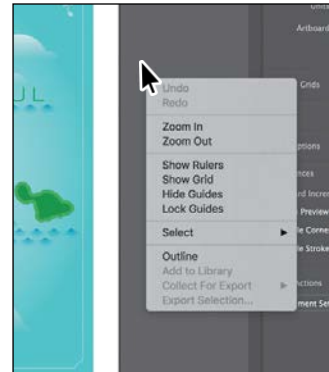 Artboard
UL
Undo
Redo
Grids
Zoom In
Zoom Out
Show Rulers
Show Grid
Hide Guides
Lock Guides
Preview
Select
Outline
Add to Library
Collect For Export
Export Selection...